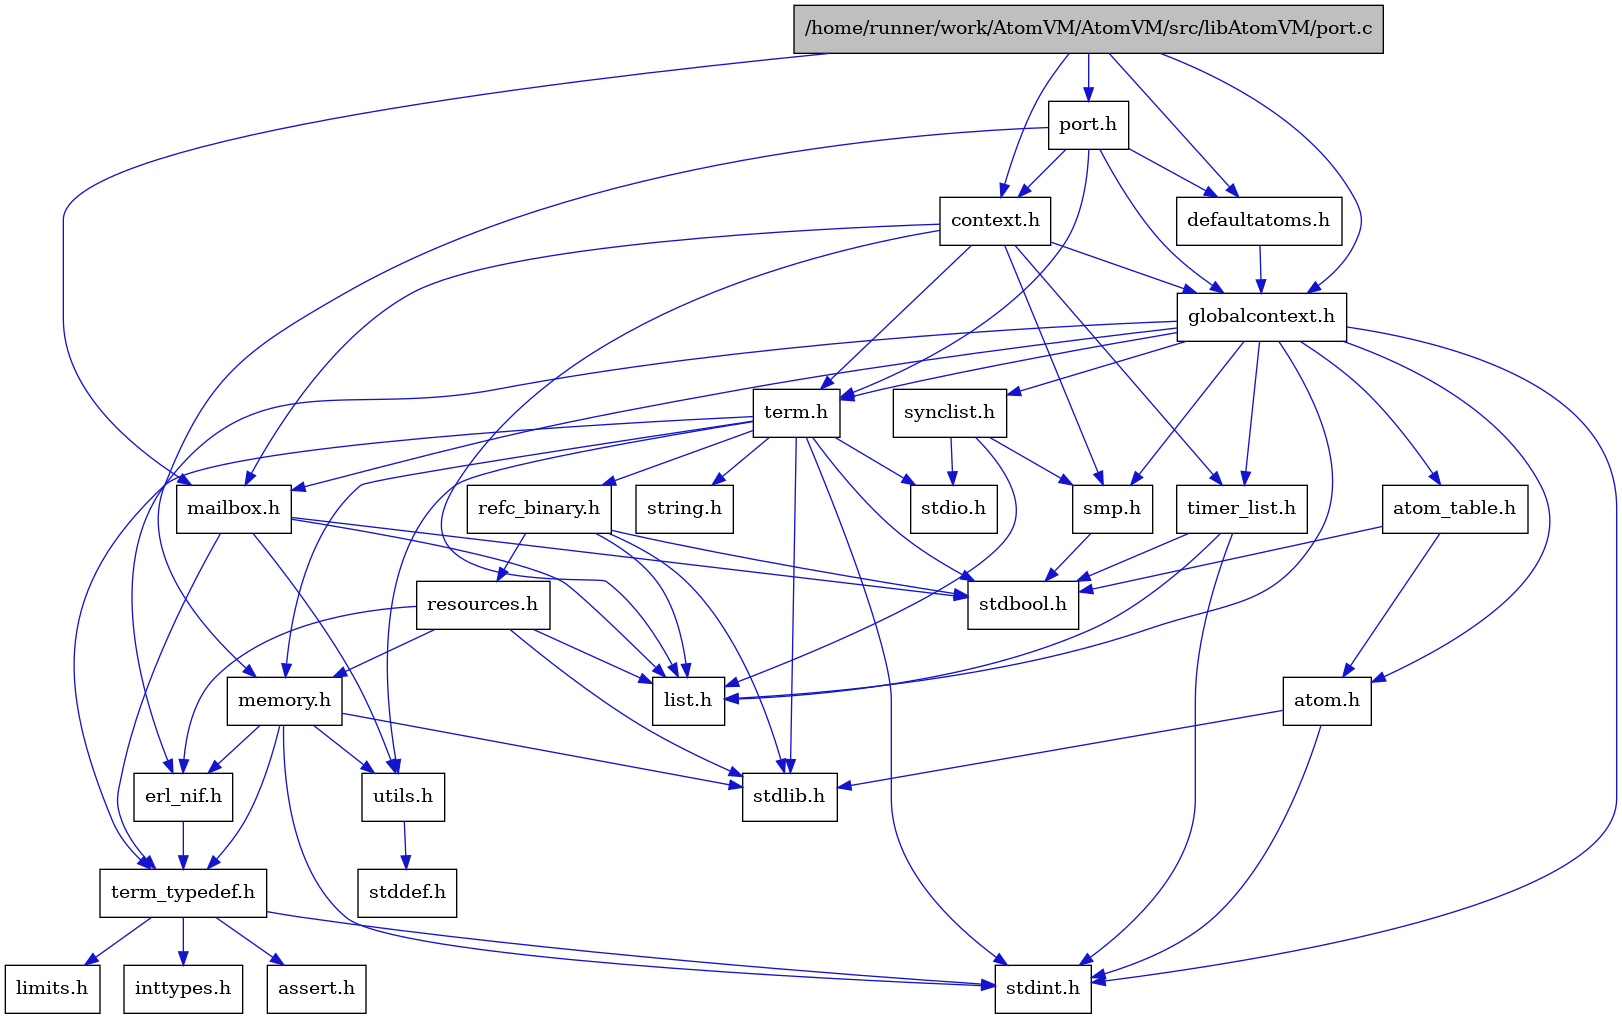 /home/runner/work/AtomVM/AtomVM/src/libAtomVM/port.c
port.h
context.h
defaultatoms.h
globalcontext.h
term.h
synclist.h
mailbox.h
refc_binary.h
string.h
stdio.h
smp.h
timer_list.h
atom_table.h
resources.h
stdbool.h
memory.h
list.h
atom.h
erl_nif.h
utils.h
stdlib.h
term_typedef.h
stddef.h
limits.h
inttypes.h
assert.h
stdint.h